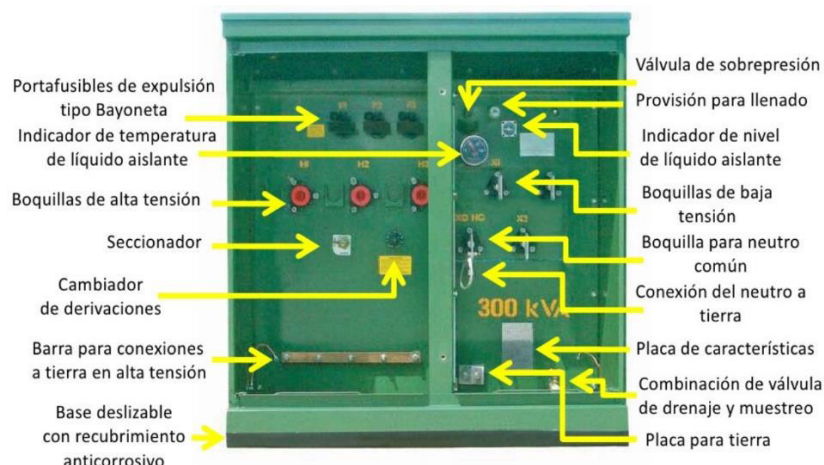 Portafusibles de expulsión
tipo Bayoneta
Indicador de temperatura
de líquido aislante
Boquillas de alta tensión
Seccionador
Cambiador
de derivaciones
Barra para conexiones
a tierra en alta tensión
Base deslizable
con recubrimiento
anticorrosivo
H1 H2 H3
X0 H0 X2
300 kVA
Válvula de sobrepresión
Provisión para llenado
Indicador de nivel
de líquido aislante
Boquillas de baja
tensión
Boquilla para neutro
común
Conexión del neutro a
tierra
Placa de características
Combinación de válvula
de drenaje y muestreo
Placa para tierra